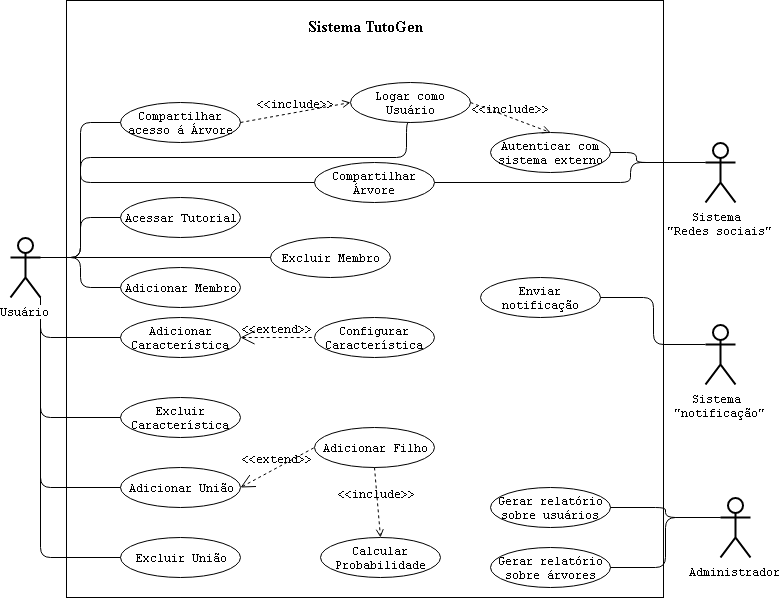 Sistema TutoGen
Compartilhar
acesso á Árvore
<<include>>
Logar como
Usuário
<<include>>
Autenticar com
sistema externo
Compartilhar
Árvore
Sistema
"Redes sociais"
Acessar Tutorial
Excluir Membro
Usuário
Adicionar Membro
Enviar
notificação
Adicionar
Característica
<<extend>>
Configurar
Característica
Sistema
"notificação"
Excluir
Característica
Adicionar Filho
<<extend>>
Adicionar União
<<include>>
Gerar relatório
sobre usuários
Excluir União
Calcular
Probabilidade
Gerar relatório
sobre árvores
Administrador